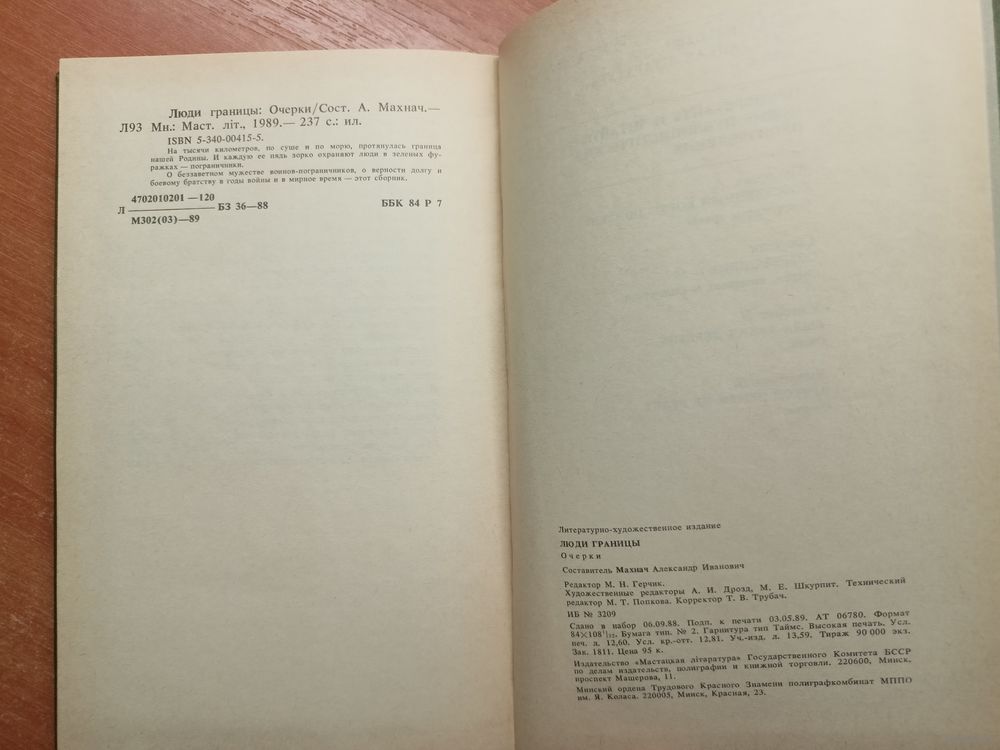 Люди границы: Очерки/Сост. А. Махнач.—
Л93 Мн.: Маст. літ., 1989.— 237 с.: ил.
ISBN 5-340-00415-5.
На тысячи километров, по суше и по морю, протянулась граница
нашей Родины. И каждую ее пядь зорко охраняют люди в зеленых фу-
ражках — пограничники.
О беззаветном мужестве воинов-пограничников, о верности долгу и
боевому братству в годы войны и в мирное время — этот сборник.
4702010201 —120
Л БЗ 36—88 ББК 84 Р 7
М302(03)—89
Литературно-художественное издание
ЛЮДИ ГРАНИЦЫ
Очерки
Составитель Махнач Александр Иванович
Редактор М. Н. Герчик.
Художественные редакторы А. И. Дрозд, М. Е. Шкурпит. Технический
редактор М. Т. Попкова. Корректор Т. В. Трубач.
ИБ № 3209
Сдано в набор 06.09.88. Подп. к печати 03.05.89. АТ 06780. Формат
84×108¹/₃₂. Бумага тип. № 2. Гарнитура тип Таймс. Высокая печать. Усл.
печ. л. 12,60. Усл. кр.-отт. 12,81. Уч.-изд. л. 13,59. Тираж 90 000 экз.
Зак. 1811. Цена 95 к.
Издательство «Мастацкая літаратура» Государственного Комитета БССР
по делам издательств, полиграфии и книжной торговли. 220600, Минск,
проспект Машерова, 11.
Минский ордена Трудового Красного Знамени полиграфкомбинат МППО
им. Я. Коласа. 220005, Минск, Красная, 23.